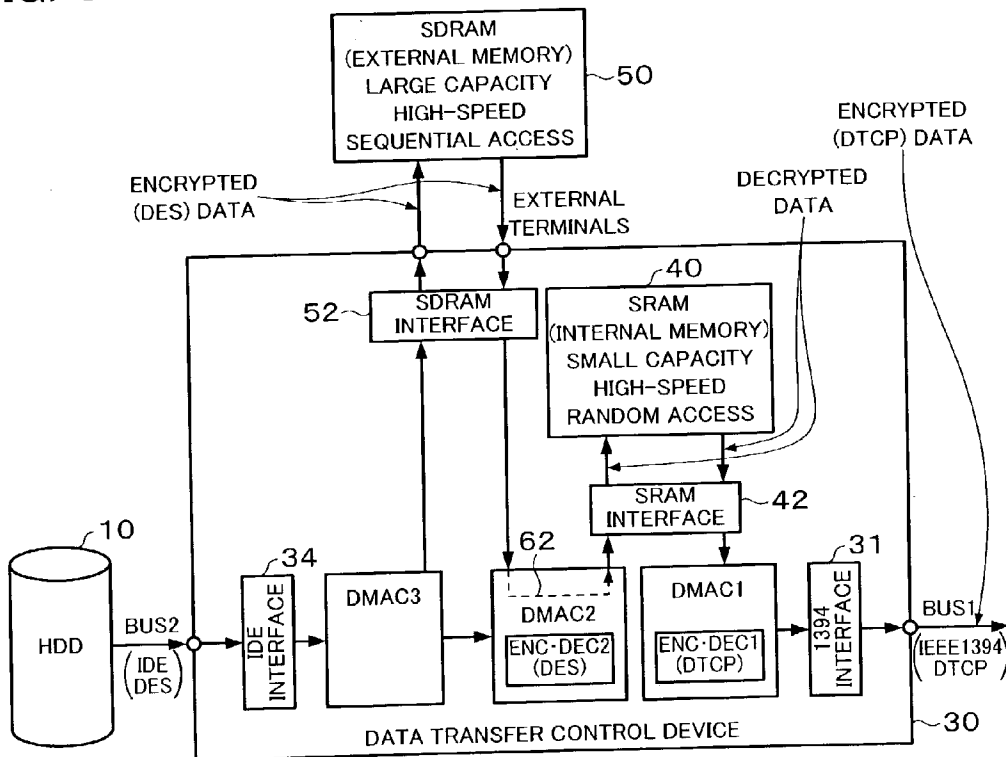 SDRAM
(EXTERNAL MEMORY)
LARGE CAPACITY
HIGH-SPEED
SEQUENTIAL ACCESS
50
ENCRYPTED
(DTCP) DATA
ENCRYPTED
(DES) DATA
EXTERNAL
TERMINALS
DECRYPTED
DATA
52
SDRAM
INTERFACE
40
SRAM
(INTERNAL MEMORY)
SMALL CAPACITY
HIGH-SPEED
RANDOM ACCESS
SRAM
INTERFACE
42
10
HDD
BUS2
(IDE
DES)
34
IDE
INTERFACE
DMAC3
62
DMAC2
ENC·DEC2
(DES)
DMAC1
ENC·DEC1
(DTCP)
31
1394
INTERFACE
BUS1
(IEEE1394
DTCP)
DATA TRANSFER CONTROL DEVICE
30